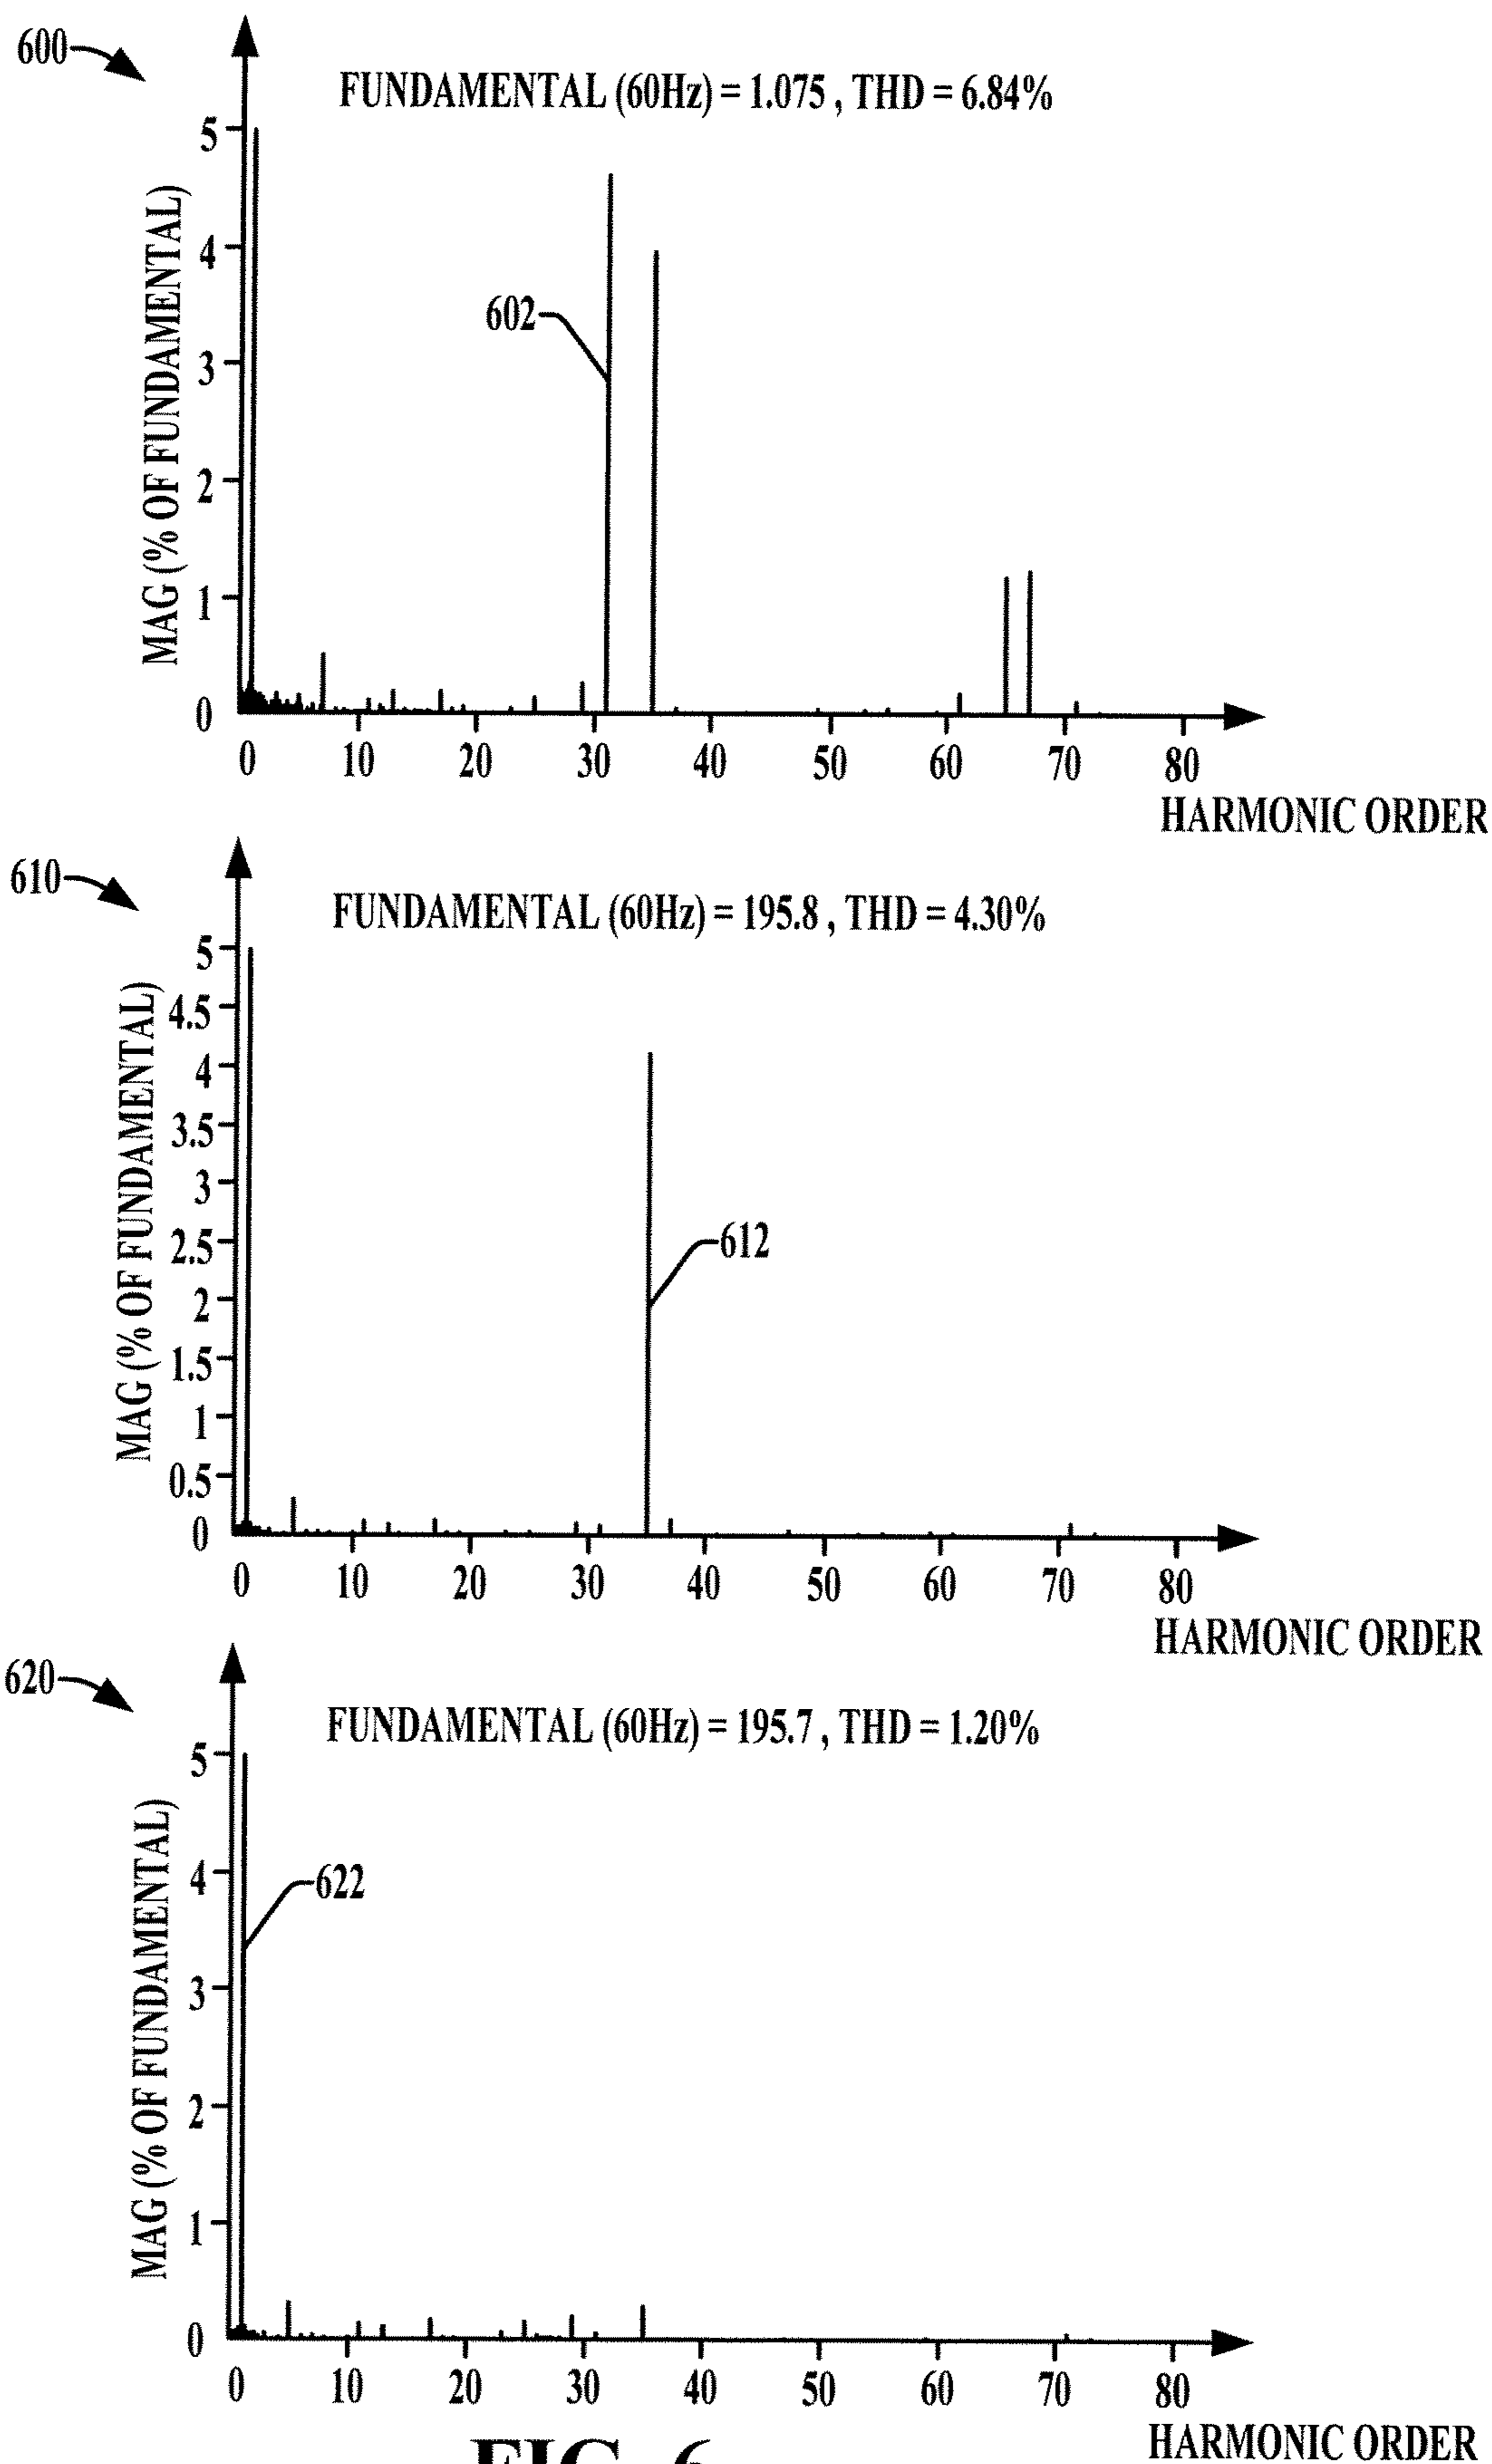 600
FUNDAMENTAL (60Hz) = 1.075 , THD = 6.84%
MAG (% OF FUNDAMENTAL)
5
4
3
2
1
0
602
0 10 20 30 40 50 60 70 80
HARMONIC ORDER
610
FUNDAMENTAL (60Hz) = 195.8 , THD = 4.30%
MAG (% OF FUNDAMENTAL)
5
4.5
4
3.5
3
2.5
2
1.5
1
0.5
0
612
0 10 20 30 40 50 60 70 80
HARMONIC ORDER
620
FUNDAMENTAL (60Hz) = 195.7 , THD = 1.20%
MAG (% OF FUNDAMENTAL)
5
4
3
2
1
0
622
0 10 20 30 40 50 60 70 80
HARMONIC ORDER
FIG. 6